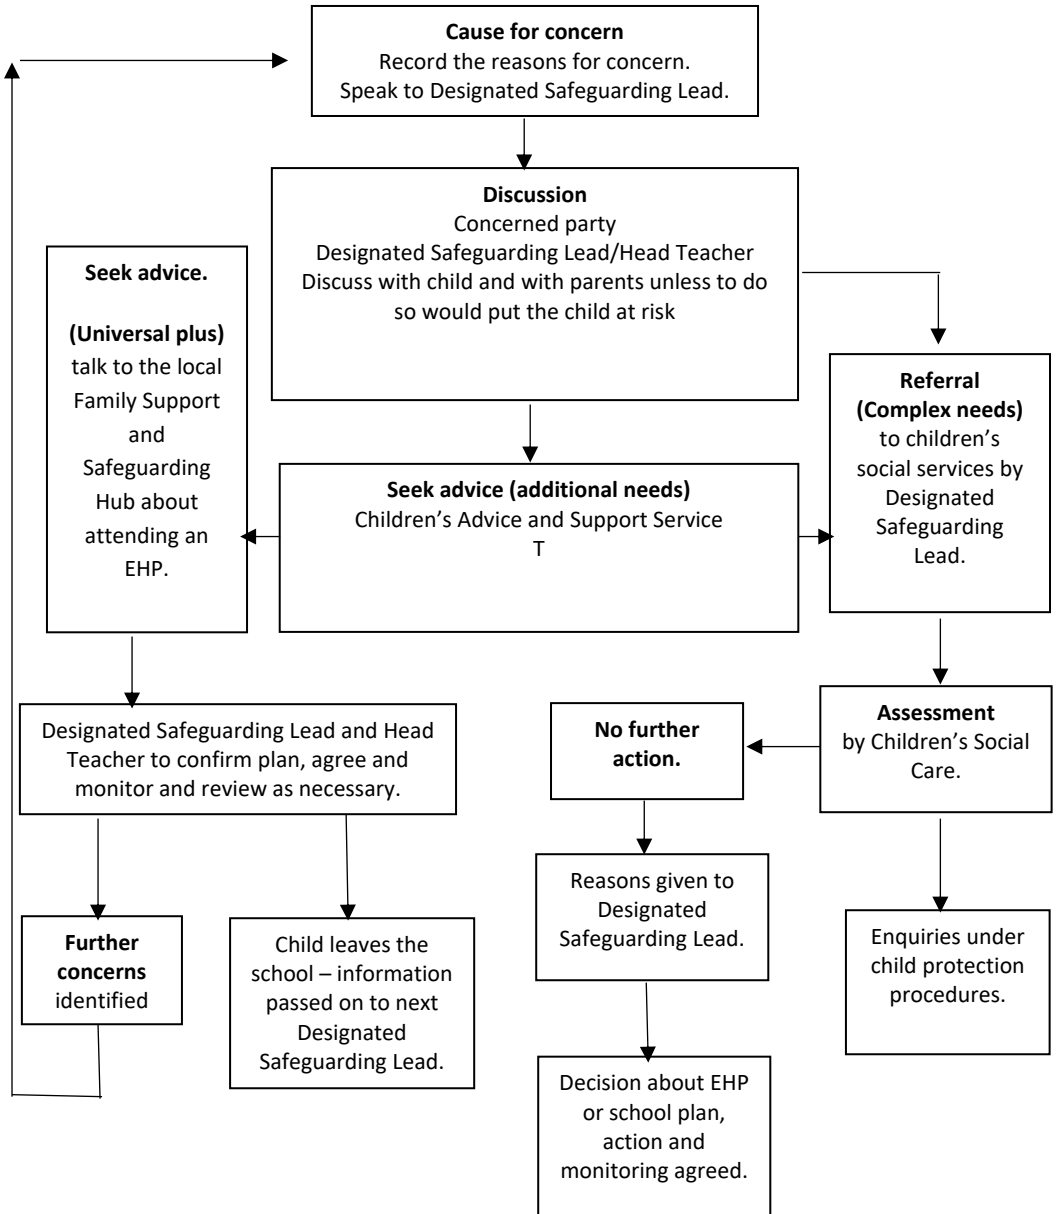 Cause for concern
Record the reasons for concern.
Speak to Designated Safeguarding Lead.
Discussion
Concerned party
Designated Safeguarding Lead/Head Teacher
Discuss with child and with parents unless to do
so would put the child at risk
Seek advice.
(Universal plus)
talk to the local
Family Support
and
Safeguarding
Hub about
attending an
EHP.
Referral
(Complex needs)
to children’s
social services by
Designated
Safeguarding
Lead.
Seek advice (additional needs)
Children’s Advice and Support Service
T
Designated Safeguarding Lead and Head
Teacher to confirm plan, agree and
monitor and review as necessary.
No further
action.
Assessment
by Children’s Social
Care.
Further
concerns
identified
Child leaves the
school – information
passed on to next
Designated
Safeguarding Lead.
Reasons given to
Designated
Safeguarding Lead.
Enquiries under
child protection
procedures.
Decision about EHP
or school plan,
action and
monitoring agreed.